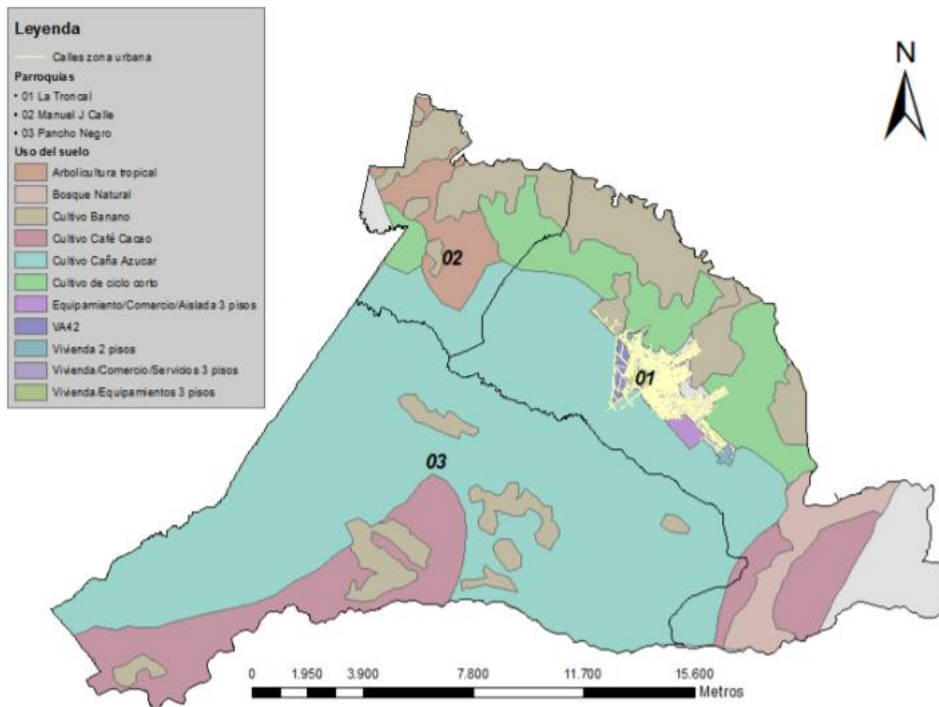 Leyenda
Calles zona urbana
Parroquias
• 01 La Troncal
• 02 Manuel J Calle
• 03 Pancho Negro
Uso del suelo
Arbolicultura tropical
Bosque Natural
Cultivo Banano
Cultivo Café Cacao
Cultivo Caña Azucar
Cultivo de ciclo corto
Equipamiento/Comercio/Aislada 3 pisos
VA42
Vivienda 2 pisos
Vivienda/Comercio/Servicios 3 pisos
Vivienda/Equipamientos 3 pisos
N
02
01
03
0 1.950 3.900 7.800 11.700 15.600
Metros